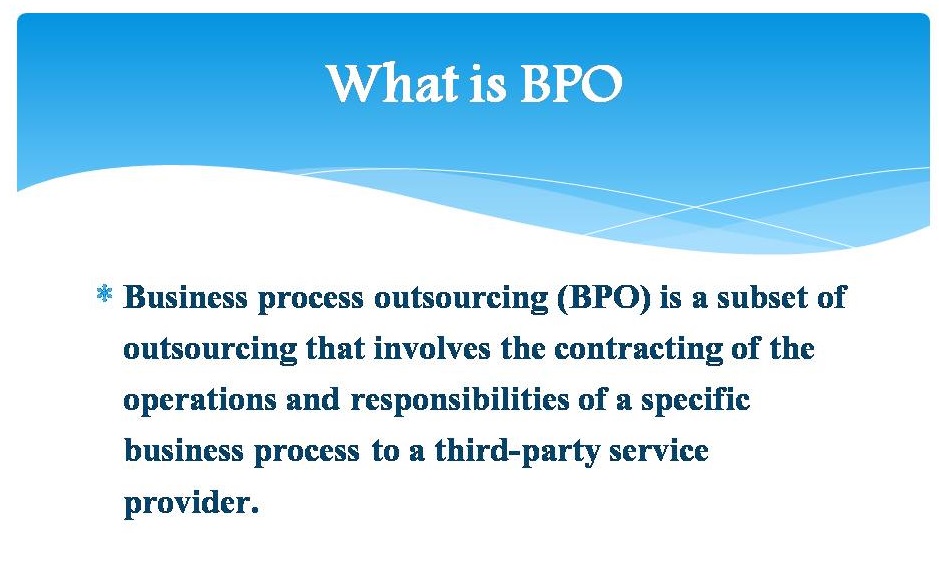 What is BPO
* Business process outsourcing (BPO) is a subset of
outsourcing that involves the contracting of the
operations and responsibilities of a specific
business process to a third-party service
provider.